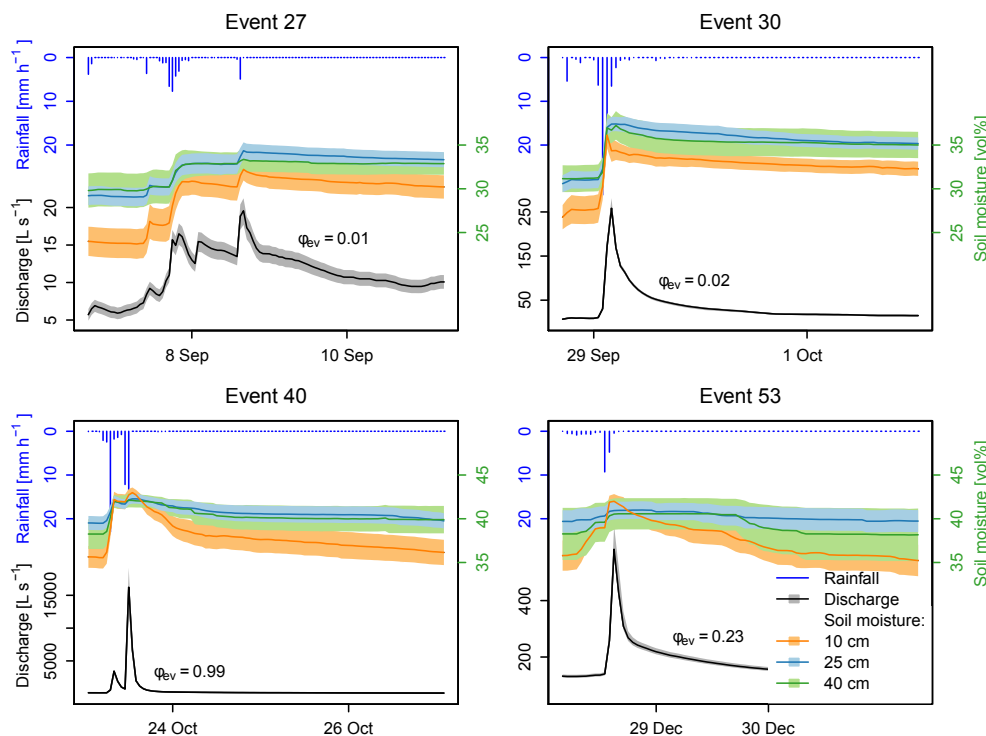 Event 27
Rainfall [mm h⁻¹]
0
10
20
Discharge [L s⁻¹]
20
15
10
5
35
30
25
φev = 0.01
8 Sep
10 Sep
Event 30
0
10
20
250
150
50
Soil moisture [vol%]
35
30
25
φev = 0.02
29 Sep
1 Oct
Event 40
Rainfall [mm h⁻¹]
0
10
20
Discharge [L s⁻¹]
15000
5000
45
40
35
φev = 0.99
24 Oct
26 Oct
Event 53
0
10
20
400
200
Soil moisture [vol%]
45
40
35
φev = 0.23
Rainfall
Discharge
Soil moisture:
10 cm
25 cm
40 cm
29 Dec
30 Dec